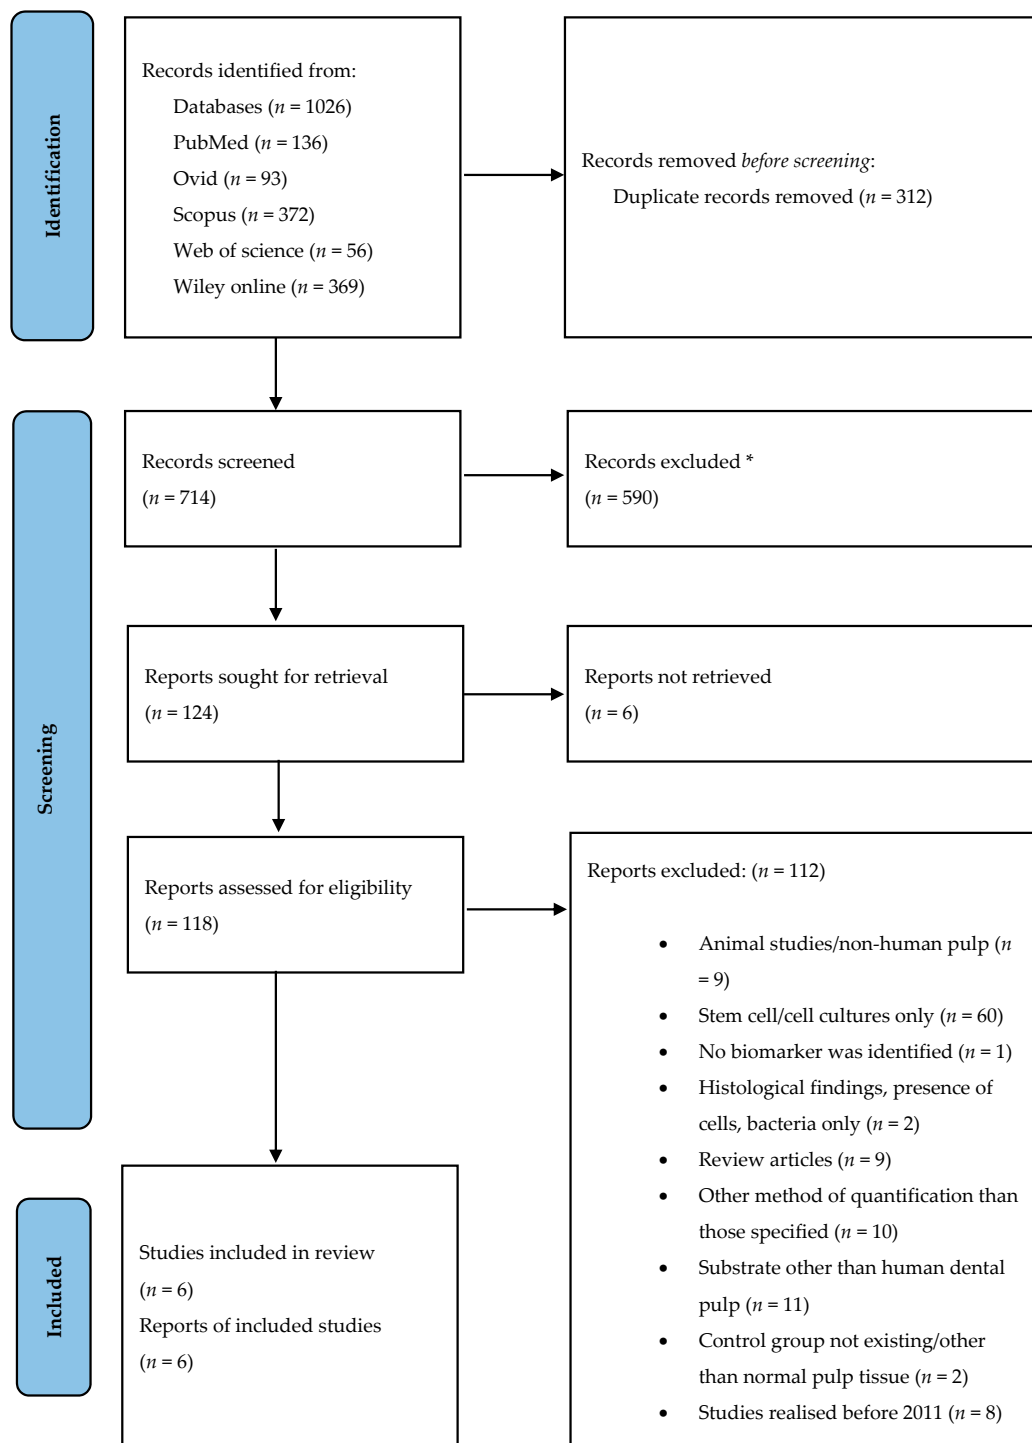 Identification
Records identified from:
Databases (n = 1026)
PubMed (n = 136)
Ovid (n = 93)
Scopus (n = 372)
Web of science (n = 56)
Wiley online (n = 369)
Records removed before screening:
Duplicate records removed (n = 312)
Screening
Records screened
(n = 714)
Records excluded *
(n = 590)
Reports sought for retrieval
(n = 124)
Reports not retrieved
(n = 6)
Reports assessed for eligibility
(n = 118)
Reports excluded: (n = 112)
• Animal studies/non-human pulp (n
= 9)
• Stem cell/cell cultures only (n = 60)
• No biomarker was identified (n = 1)
• Histological findings, presence of
cells, bacteria only (n = 2)
• Review articles (n = 9)
• Other method of quantification than
those specified (n = 10)
• Substrate other than human dental
pulp (n = 11)
• Control group not existing/other
than normal pulp tissue (n = 2)
• Studies realised before 2011 (n = 8)
Included
Studies included in review
(n = 6)
Reports of included studies
(n = 6)